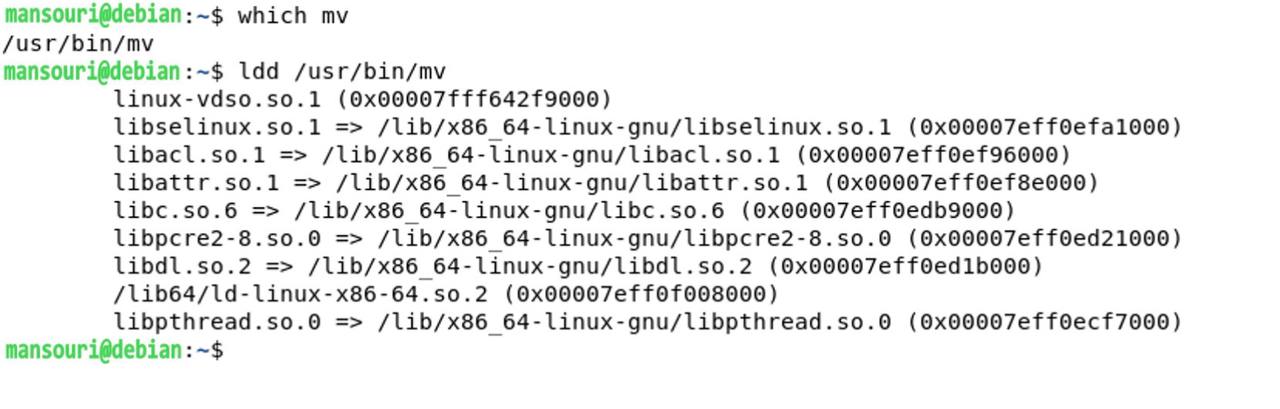 mansouri@debian:~$ which mv
/usr/bin/mv
mansouri@debian:~$ ldd /usr/bin/mv
linux-vdso.so.1 (0x00007fff642f9000)
libselinux.so.1 => /lib/x86_64-linux-gnu/libselinux.so.1 (0x00007eff0efa1000)
libacl.so.1 => /lib/x86_64-linux-gnu/libacl.so.1 (0x00007eff0ef96000)
libattr.so.1 => /lib/x86_64-linux-gnu/libattr.so.1 (0x00007eff0ef8e000)
libc.so.6 => /lib/x86_64-linux-gnu/libc.so.6 (0x00007eff0edb9000)
libpcre2-8.so.0 => /lib/x86_64-linux-gnu/libpcre2-8.so.0 (0x00007eff0ed21000)
libdl.so.2 => /lib/x86_64-linux-gnu/libdl.so.2 (0x00007eff0ed1b000)
/lib64/ld-linux-x86-64.so.2 (0x00007eff0f008000)
libpthread.so.0 => /lib/x86_64-linux-gnu/libpthread.so.0 (0x00007eff0ecf7000)
mansouri@debian:~$